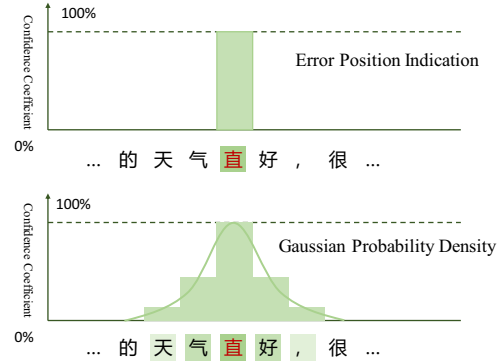 100%
Confidence Coefficient
Error Position Indication
0%
... 的 天 气 直 好 , 很 ...
100%
Confidence Coefficient
Gaussian Probability Density
0%
... 的 天 气 直 好 , 很 ...